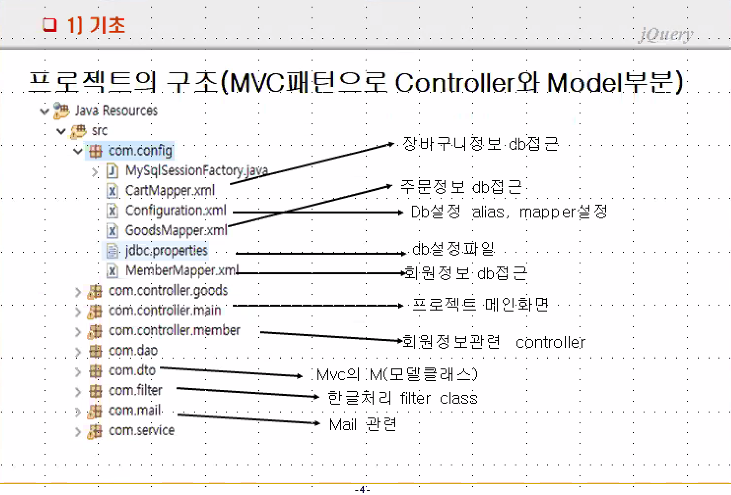 ❑ 1) 기초
jQuery
프로젝트의 구조(MVC패턴으로 Controller와 Model부분)
Java Resources
src
com.config
MySqlSessionFactory.java
장바구니정보 db접근
CartMapper.xml
주문정보 db접근
Configuration.xml
Db설정 alias, mapper설정
GoodsMapper.xml
jdbc.properties
db설정파일
MemberMapper.xml
회원정보 db접근
com.controller.goods
com.controller.main
프로젝트 메인화면
com.controller.member
회원정보관련 controller
com.dao
com.dto
Mvc의 M(모델클래스)
com.filter
한글처리 filter class
com.mail
Mail 관련
com.service
-4-